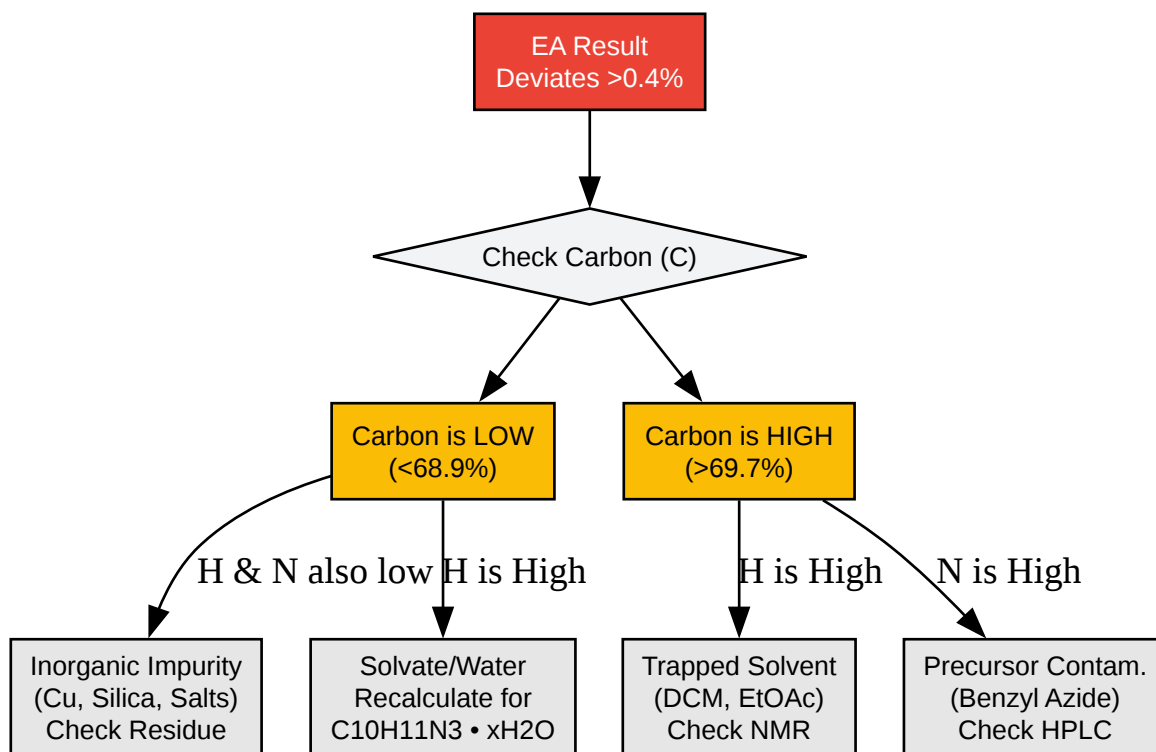 EA Result
Deviates >0.4%
Check Carbon (C)
Carbon is LOW
(<68.9%)
Carbon is HIGH
(>69.7%)
H & N also low
H is High
H is High
N is High
Inorganic Impurity
(Cu, Silica, Salts)
Check Residue
Solvate/Water
Recalculate for
C10H11N3 • xH2O
Trapped Solvent
(DCM, EtOAc)
Check NMR
Precursor Contam.
(Benzyl Azide)
Check HPLC